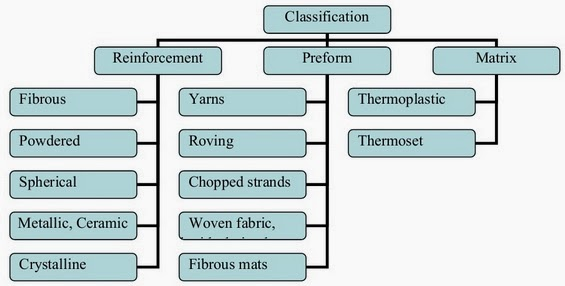 Classification
Reinforcement
Preform
Matrix
Fibrous
Yarns
Thermoplastic
Powdered
Roving
Thermoset
Spherical
Chopped strands
Metallic, Ceramic
Woven fabric,
Crystalline
Fibrous mats